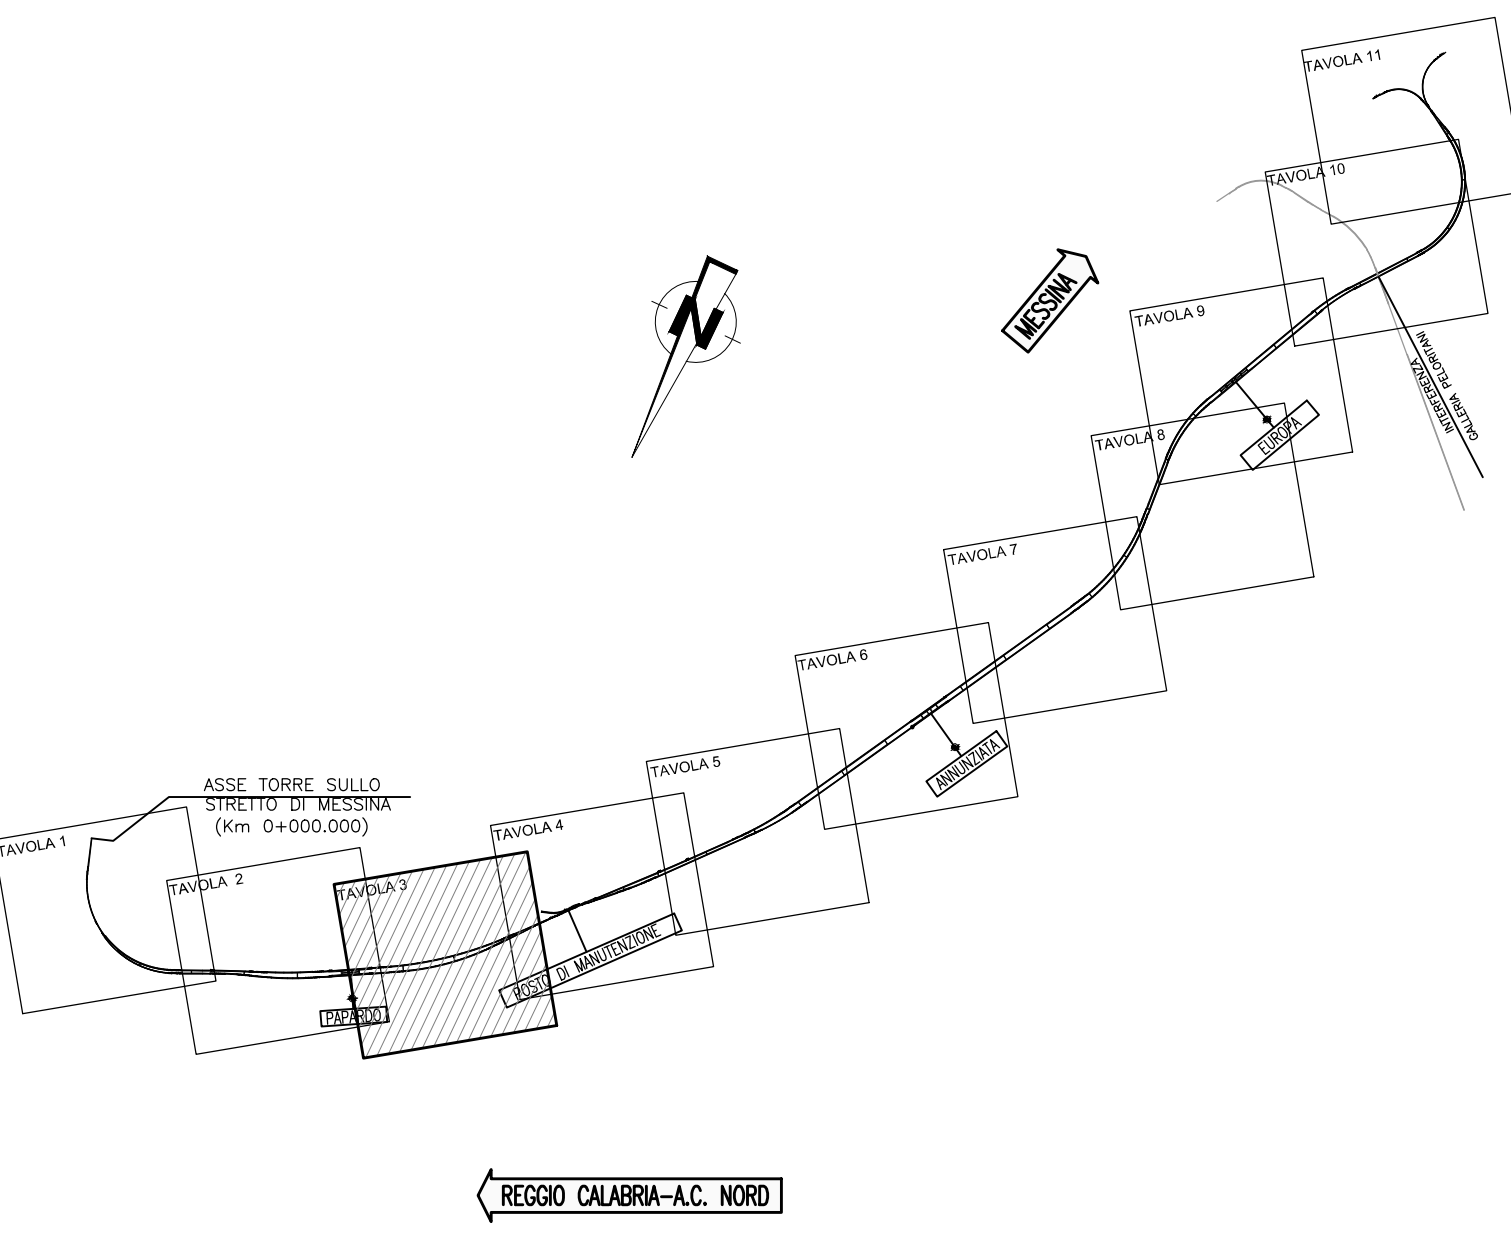 TAVOLA 11
TAVOLA 10
N
MESSINA
TAVOLA 9
INTERFERENZA
GALLERIA PELORITANI
EUROPA
TAVOLA 8
TAVOLA 7
TAVOLA 6
ANNUNZIATA
TAVOLA 5
ASSE TORRE SULLO
STRETTO DI MESSINA
(Km 0+000.000)
TAVOLA 4
TAVOLA 1
TAVOLA 2
TAVOLA 3
POSTO DI MANUTENZIONE
PAPARDO
REGGIO CALABRIA-A.C. NORD